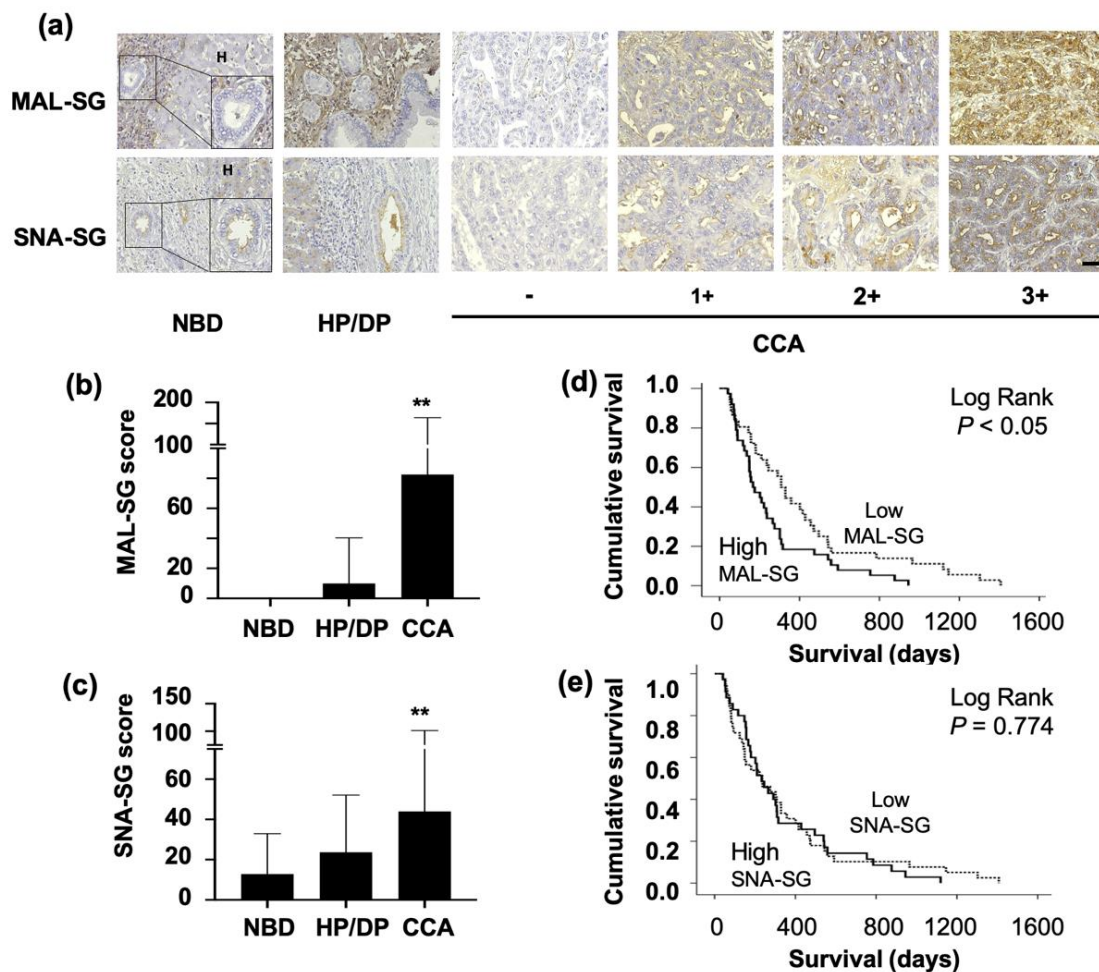 (a)
H
MAL-SG
H
SNA-SG
- 1+ 2+ 3+
NBD HP/DP
CCA
(b)
200
100
60
20
0
MAL-SG score
**
NBD HP/DP CCA
(c)
150
100
60
40
20
0
SNA-SG score
**
NBD HP/DP CCA
(d)
1.0
0.8
0.6
0.4
0.2
0.0
Cumulative survival
Log Rank
P < 0.05
Low
MAL-SG
High
MAL-SG
0 400 800 1200 1600
Survival (days)
(e)
1.0
0.8
0.6
0.4
0.2
0.0
Cumulative survival
Log Rank
P = 0.774
Low
SNA-SG
High
SNA-SG
0 400 800 1200 1600
Survival (days)